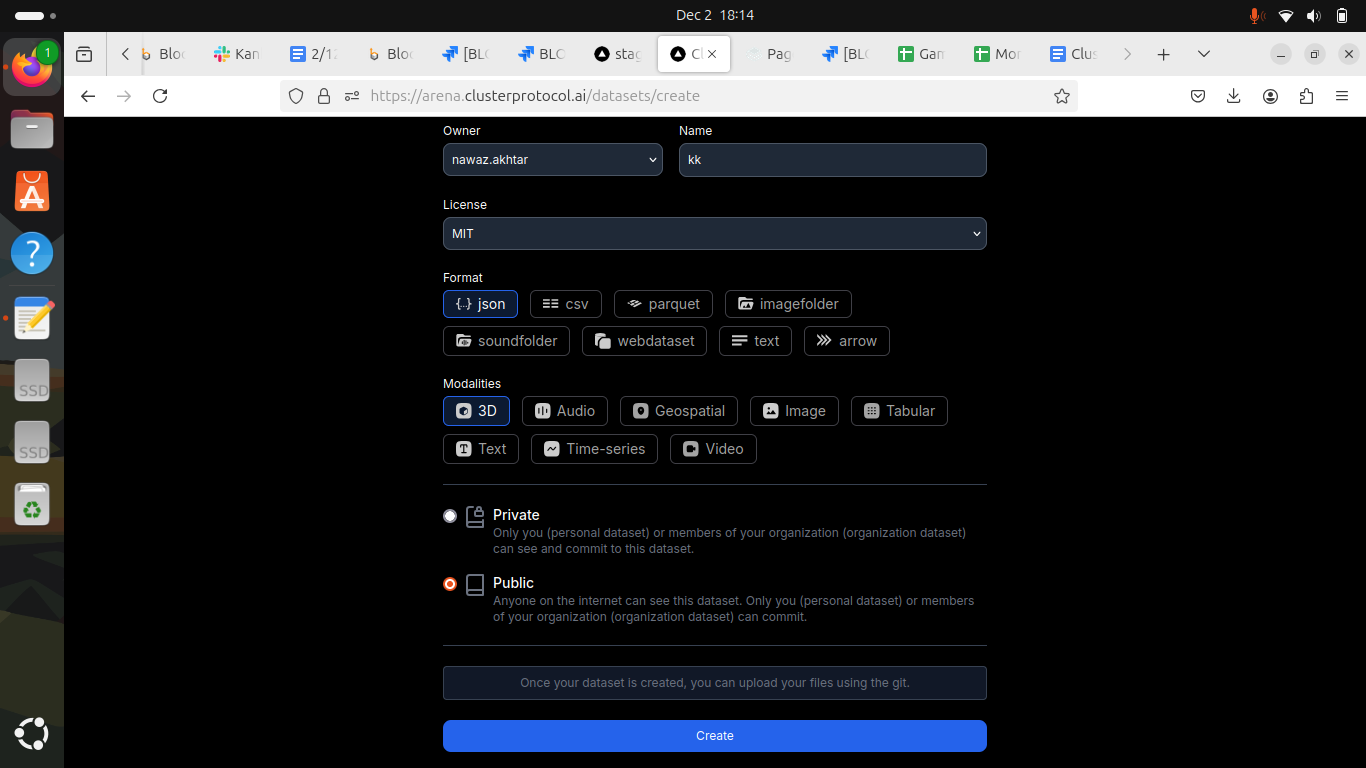 Dec 2 18:14
1
Bloc
Kan
2/12
Bloc
[BLO
BLO
stag
Cl
Pag
[BLO
Gam
Mor
Clus
https://arena.clusterprotocol.ai/datasets/create
Owner
Name
nawaz.akhtar
kk
License
MIT
Format
json
csv
parquet
imagefolder
soundfolder
webdataset
text
arrow
Modalities
3D
Audio
Geospatial
Image
Tabular
Text
Time-series
Video
Private
Only you (personal dataset) or members of your organization (organization dataset)
can see and commit to this dataset.
Public
Anyone on the internet can see this dataset. Only you (personal dataset) or members
of your organization (organization dataset) can commit.
Once your dataset is created, you can upload your files using the git.
Create
SSD
SSD